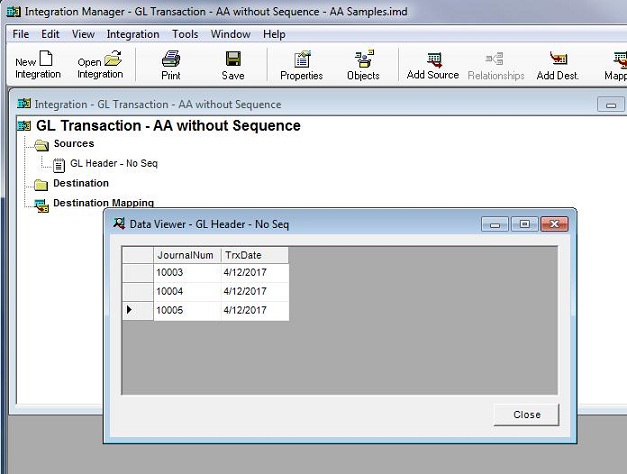 Integration Manager - GL Transaction - AA without Sequence - AA Samples.imd
File Edit View Integration Tools Window Help
New Integration Open Integration Print Save Properties Objects Add Source Relationships Add Dest. Mapp
Integration - GL Transaction - AA without Sequence
GL Transaction - AA without Sequence
Sources
GL Header - No Seq
Destination
Destination Mapping
Data Viewer - GL Header - No Seq
JournalNum TrxDate
10003 4/12/2017
10004 4/12/2017
10005 4/12/2017
Close